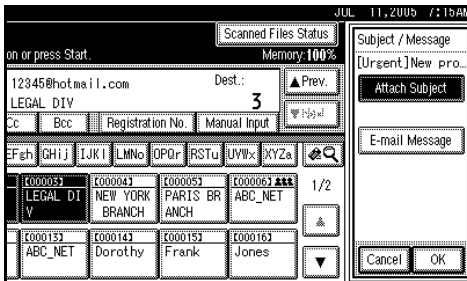 JUL 11,2005 7:15AM
Scanned Files Status
Subject / Message
on or press Start.
Memory:100%
[Urgent]New pro...
12345@hotmail.com
Dest.:
▲Prev.
Attach Subject
LEGAL DIV
3
▼Next
Cc Bcc Registration No. Manual Input
E-mail Message
EFgh GHij IJKl LMNo OPQr RSTu UVWx XYZa
[00003] [00004] [00005] [00006] 1/2
LEGAL DI NEW YORK PARIS BR ABC_NET
V BRANCH ANCH
[00013] [00014] [00015] [00016]
ABC_NET Dorothy Frank Jones
▼
Cancel OK